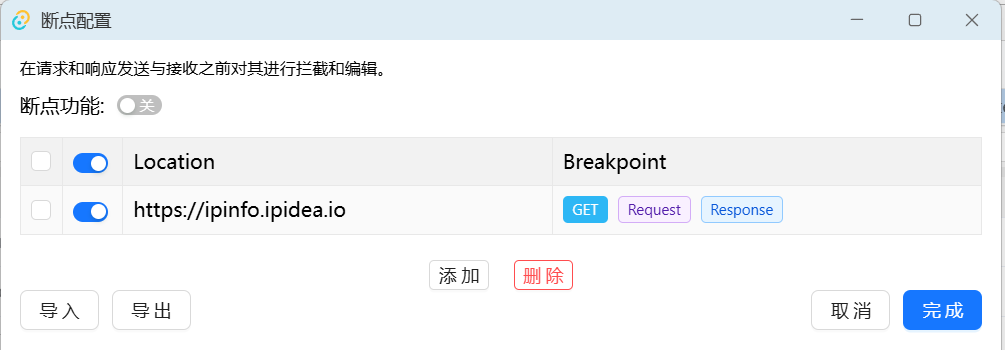 断点配置
在请求和响应发送与接收之前对其进行拦截和编辑。
断点功能: 关
Location Breakpoint
https://ipinfo.ipidea.io GET Request Response
添加 删除
导入 导出 取消 完成